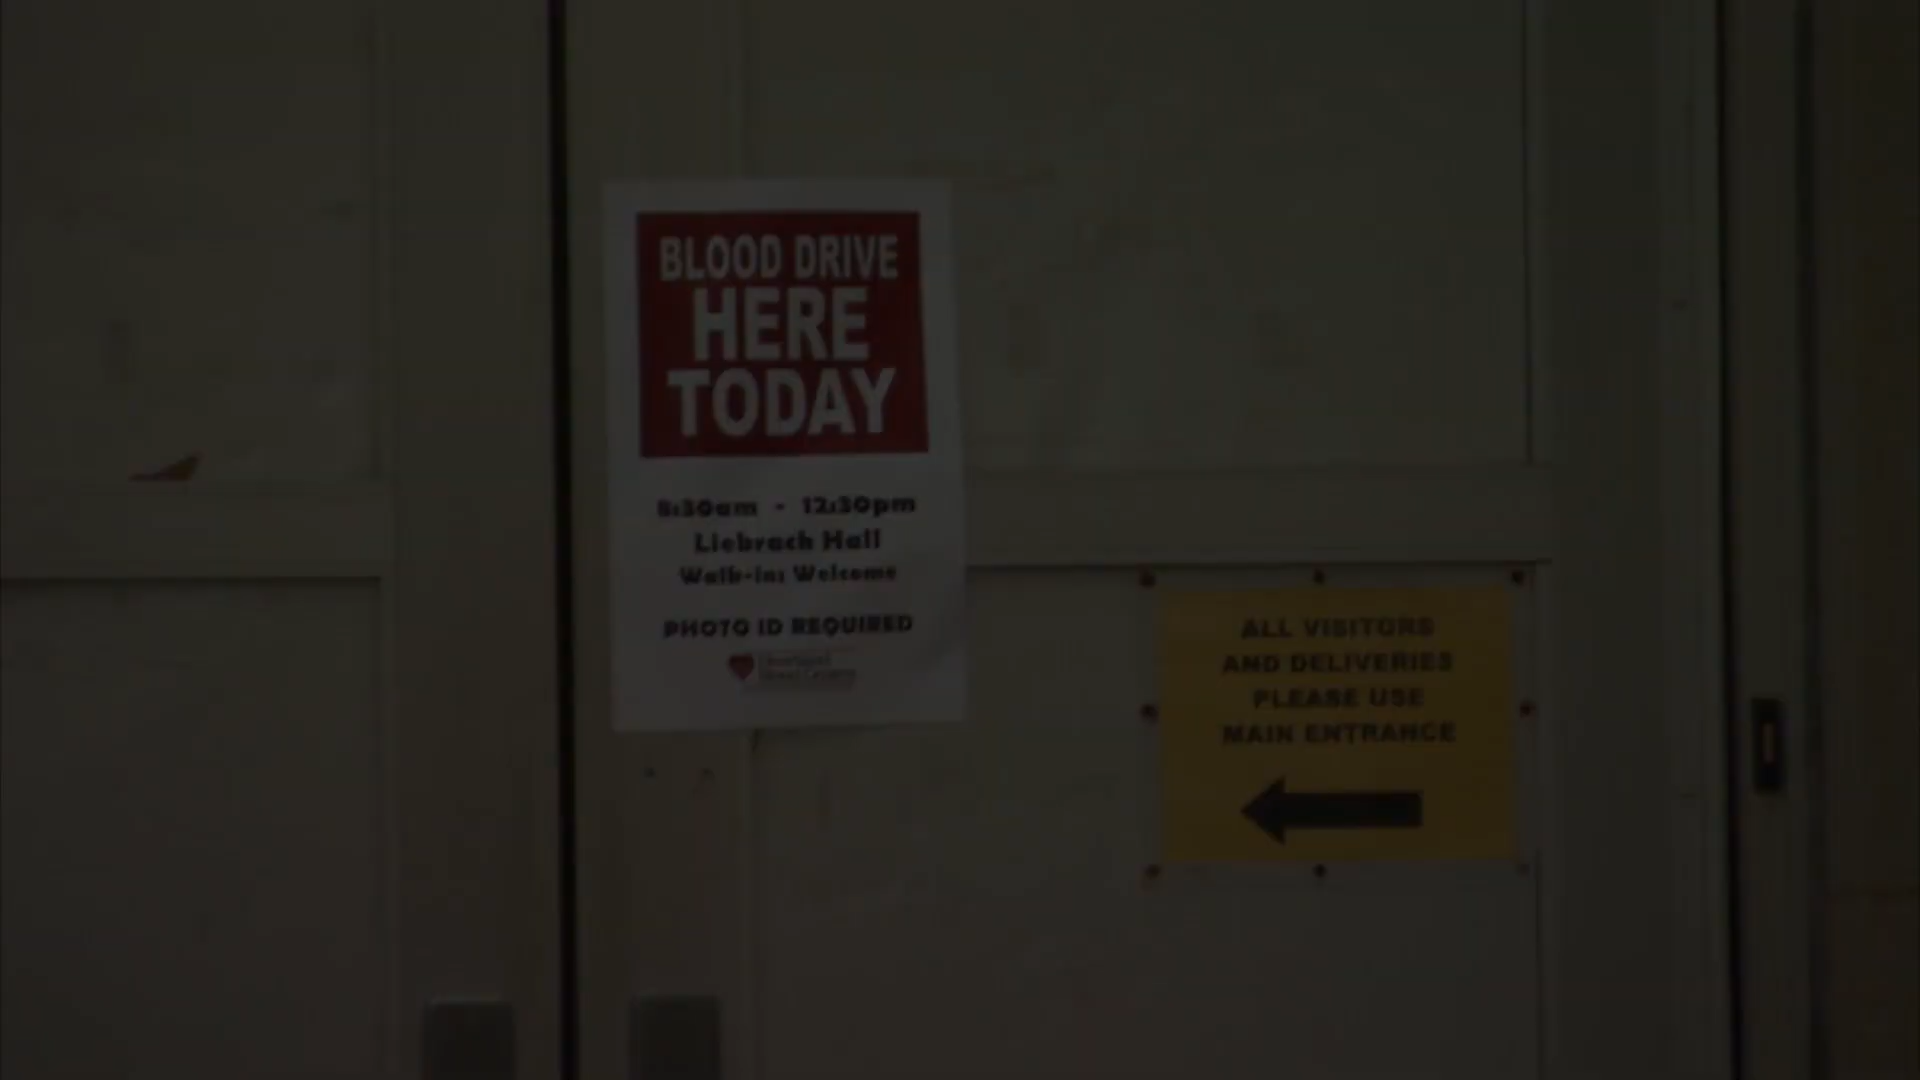 BLOOD DRIVE
HERE
TODAY
8:30am - 12:30pm
Liebrach Hall
Walk-ins Welcome
PHOTO ID REQUIRED
ALL VISITORS
AND DELIVERIES
PLEASE USE
MAIN ENTRANCE